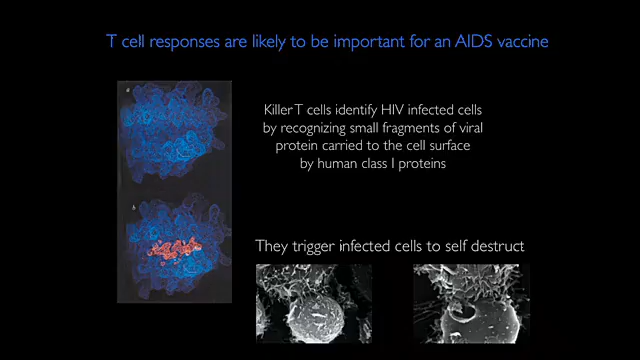 T cell responses are likely to be important for an AIDS vaccine
a
Killer T cells identify HIV infected cells
by recognizing small fragments of viral
protein carried to the cell surface
by human class I proteins
b
They trigger infected cells to self destruct